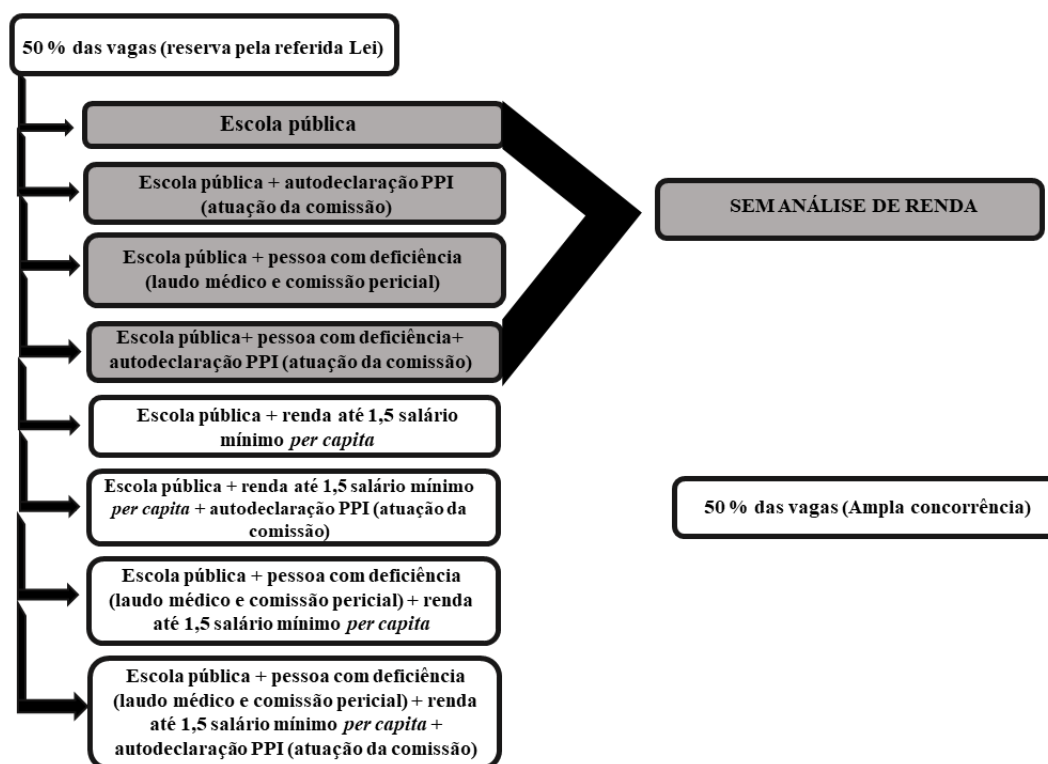 50 % das vagas (reserva pela referida Lei)
Escola pública
Escola pública + autodeclaração PPI
(atuação da comissão)
Escola pública + pessoa com deficiência
(laudo médico e comissão pericial)
Escola pública+ pessoa com deficiência+
autodeclaração PPI (atuação da comissão)
Escola pública + renda até 1,5 salário
mínimo per capita
Escola pública + renda até 1,5 salário mínimo
per capita + autodeclaração PPI (atuação da
comissão)
Escola pública + pessoa com deficiência
(laudo médico e comissão pericial) + renda
até 1,5 salário mínimo per capita
Escola pública + pessoa com deficiência
(laudo médico e comissão pericial) + renda
até 1,5 salário mínimo per capita +
autodeclaração PPI (atuação da comissão)
SEM ANÁLISE DE RENDA
50 % das vagas (Ampla concorrência)